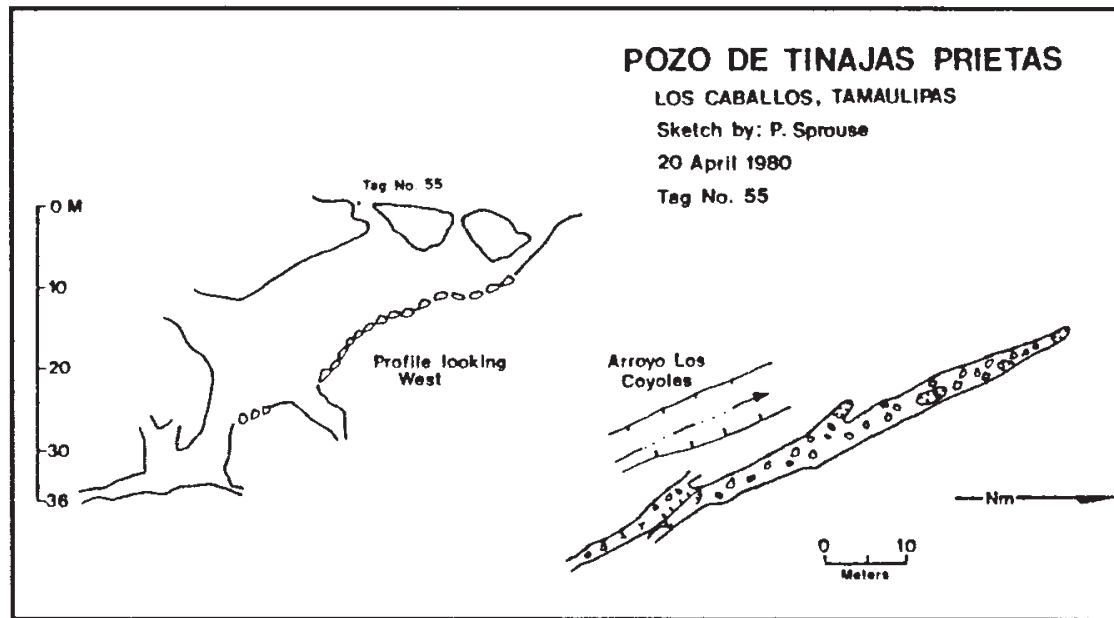 POZO DE TINAJAS PRIETAS
LOS CABALLOS, TAMAULIPAS
Sketch by: P. Sprouse
20 April 1980
Tag No. 55
Tag No. 55
0 M
10
20
30
36
Profile looking
West
Arroyo Los
Coyoles
Nm
0 10
Meters